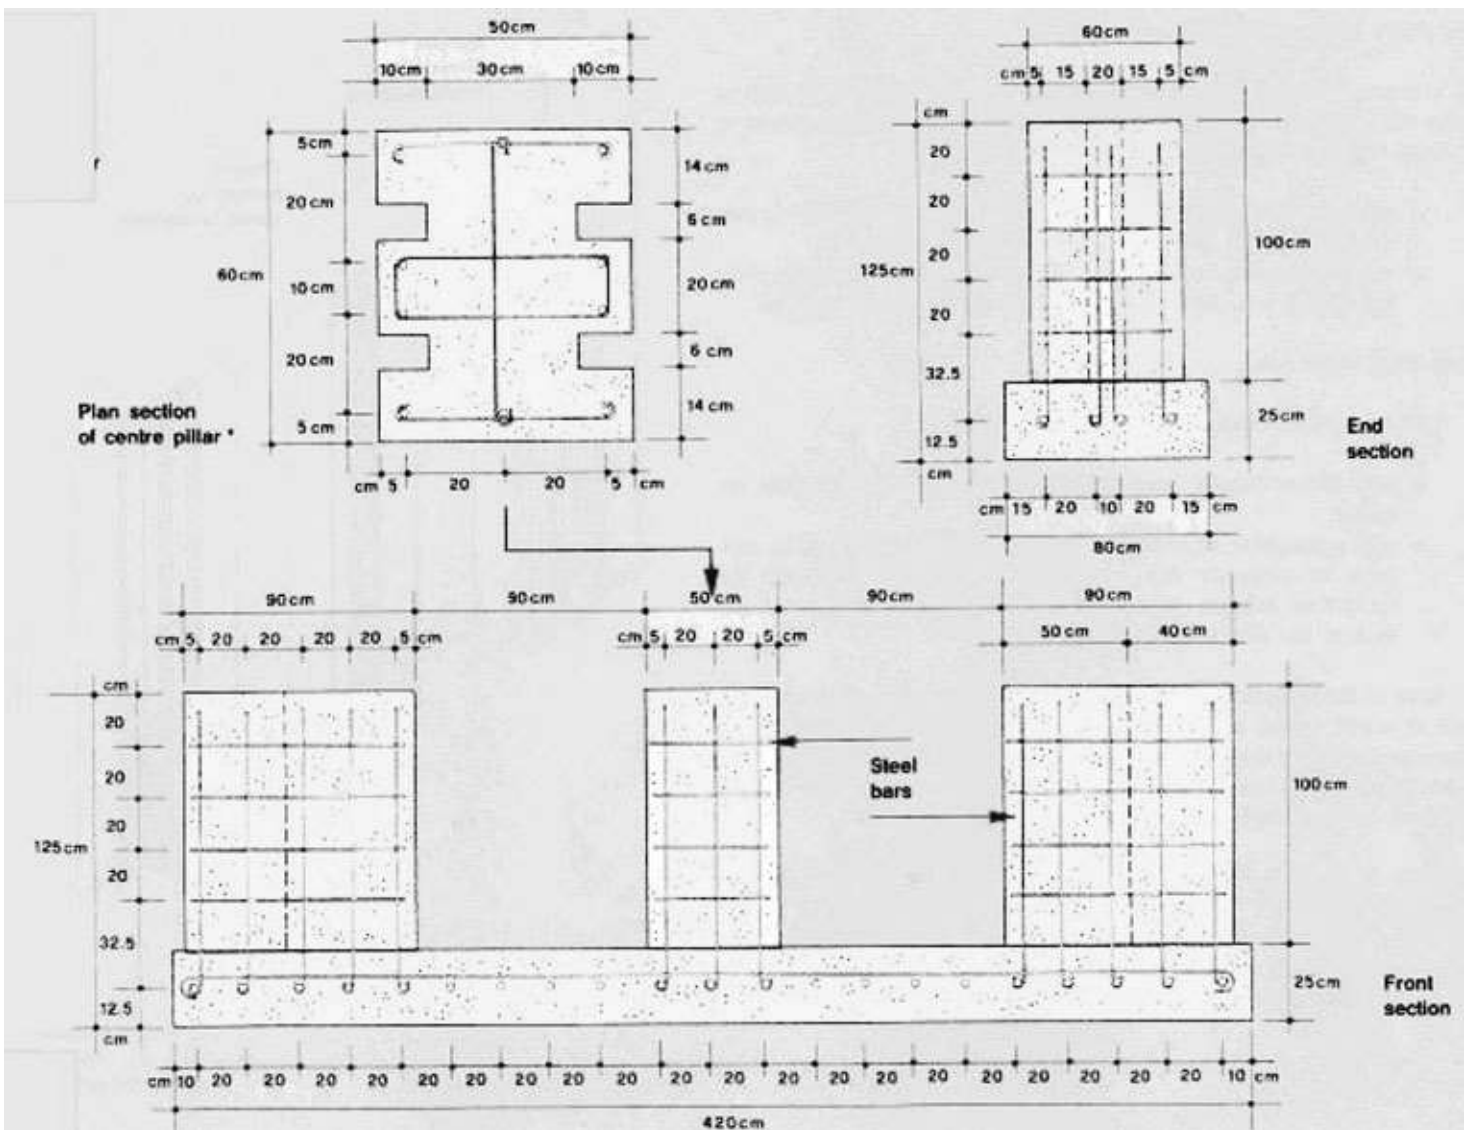 50cm
10cm 30cm 10cm
5cm
20cm
60cm
10cm
20cm
5cm
14cm
6cm
20cm
6 cm
14 cm
Plan section
of centre pillar *
cm 5 20 20 5 cm
60cm
cm 5 15 20 15 5 cm
cm
20
20
20
20
32.5
12.5
cm
125cm
100cm
25cm
End
section
cm 15 20 10 20 15 cm
80cm
90cm 90cm 50cm 90cm 90cm
cm 5 20 20 20 20 5 cm
cm 5 20 20 5 cm
50 cm 40 cm
cm
20
20
20
20
32.5
12.5
cm
125cm
Steel
bars
100cm
25cm
Front
section
cm 10 20 20 20 20 20 20 20 20 20 20 20 20 20 20 20 20 20 20 20 20 10 cm
420cm